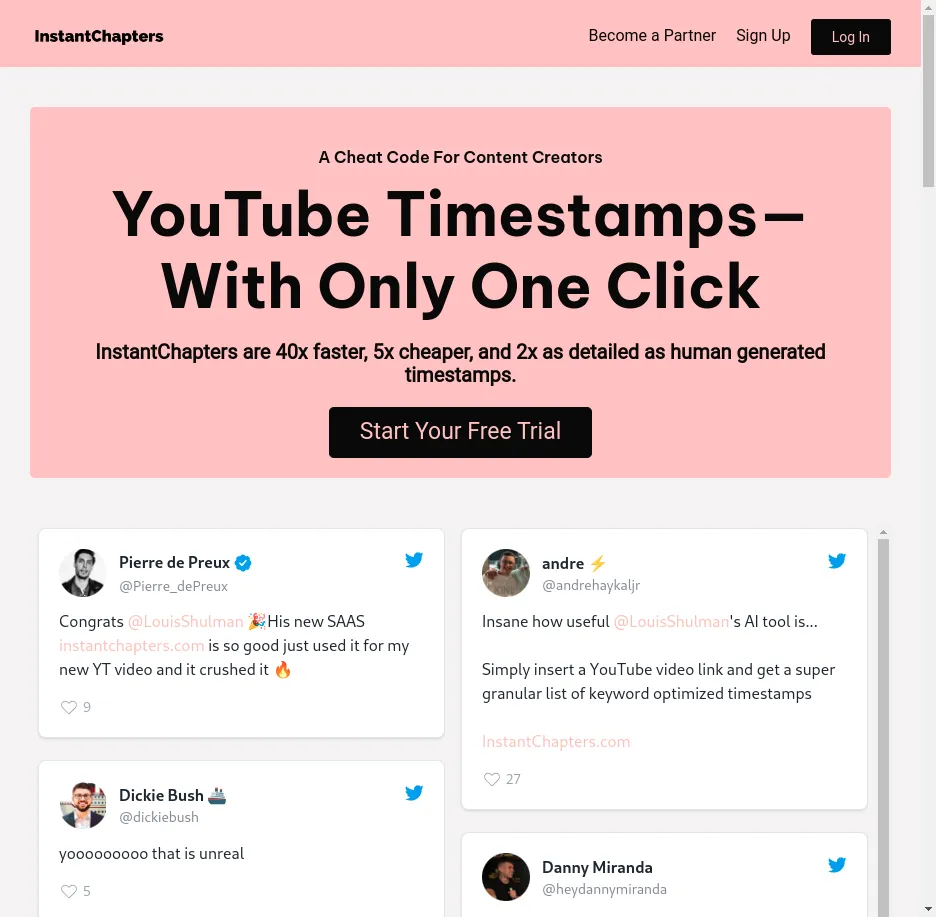 InstantChapters
Become a Partner
Sign Up
Log In
A Cheat Code For Content Creators
YouTube Timestamps—
With Only One Click
InstantChapters are 40x faster, 5x cheaper, and 2x as detailed as human generated
timestamps.
Start Your Free Trial
Pierre de Preux
@Pierre_dePreux
Congrats @LouisShulman 🎉His new SAAS
instantchapters.com is so good just used it for my
new YT video and it crushed it 🔥
9
Dickie Bush 🚢
@dickiebush
yooooooooo that is unreal
5
andre ⚡
@andrehaykaljr
Insane how useful @LouisShulman's AI tool is...
Simply insert a YouTube video link and get a super
granular list of keyword optimized timestamps
InstantChapters.com
27
Danny Miranda
@heydannymiranda